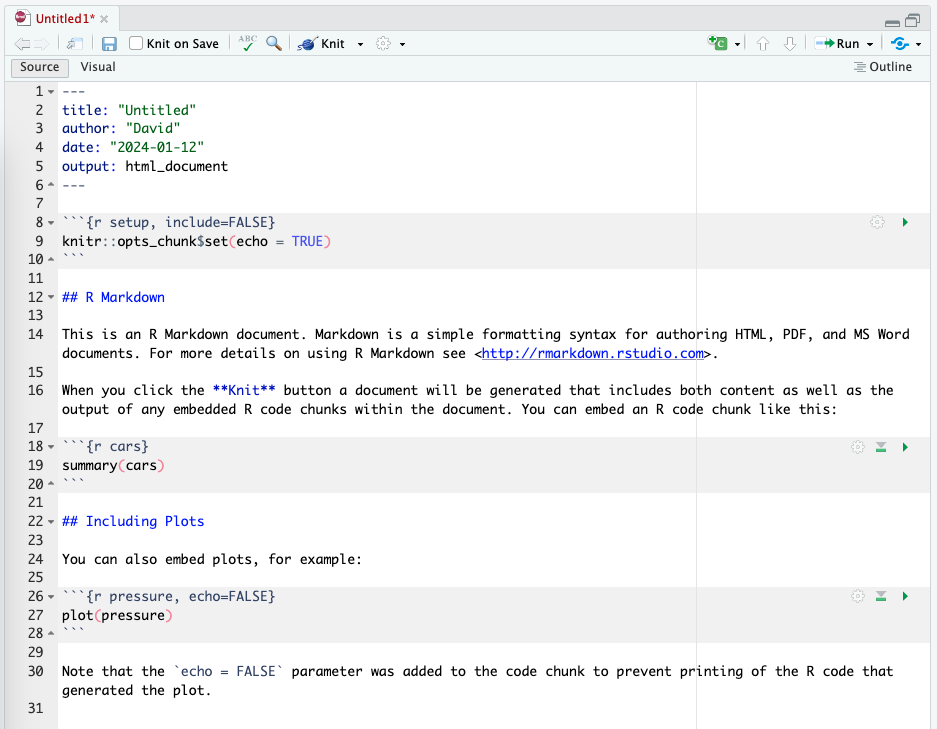 Untitled1*
Knit on Save ABC Knit Run
Source Visual Outline
1 ---
2 title: "Untitled"
3 author: "David"
4 date: "2024-01-12"
5 output: html_document
6 ---
7
8 ```{r setup, include=FALSE}
9 knitr::opts_chunk$set(echo = TRUE)
10 ```
11
12 ## R Markdown
13
14 This is an R Markdown document. Markdown is a simple formatting syntax for authoring HTML, PDF, and MS Word
documents. For more details on using R Markdown see <http://rmarkdown.rstudio.com>.
15
16 When you click the **Knit** button a document will be generated that includes both content as well as the
output of any embedded R code chunks within the document. You can embed an R code chunk like this:
17
18 ```{r cars}
19 summary(cars)
20 ```
21
22 ## Including Plots
23
24 You can also embed plots, for example:
25
26 ```{r pressure, echo=FALSE}
27 plot(pressure)
28 ```
29
30 Note that the `echo = FALSE` parameter was added to the code chunk to prevent printing of the R code that
generated the plot.
31